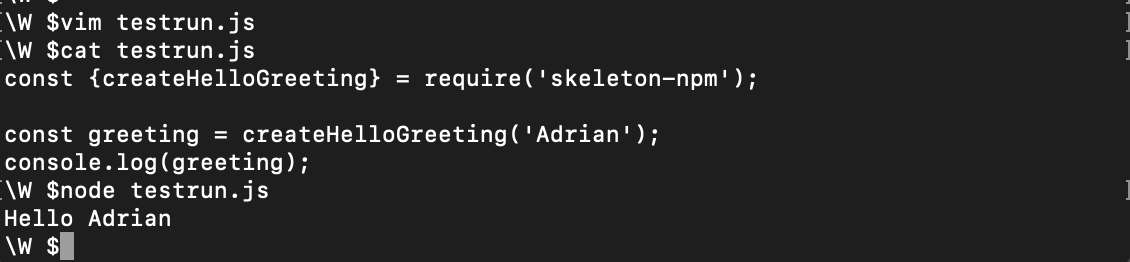 \W $vim testrun.js
\W $cat testrun.js
const {createHelloGreeting} = require('skeleton-npm');
const greeting = createHelloGreeting('Adrian');
console.log(greeting);
\W $node testrun.js
Hello Adrian
\W $